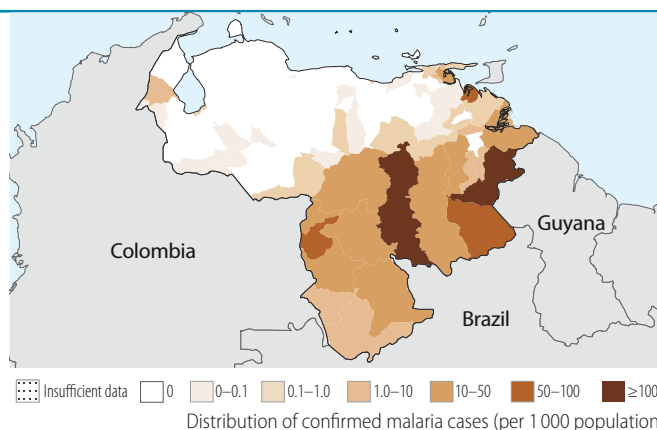 Guyana
Colombia
Brazil
Insufficient data 0 0–0.1 0.1–1.0 1.0–10 10–50 50–100 ≥100
Distribution of confirmed malaria cases (per 1 000 population